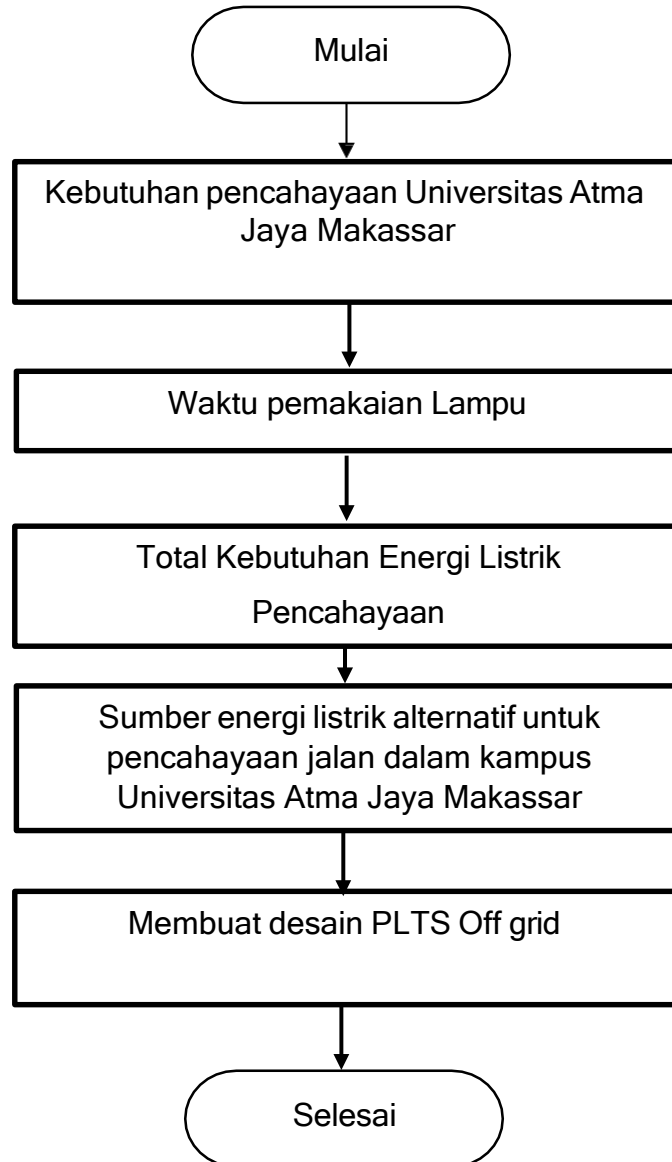 Mulai
Kebutuhan pencahayaan Universitas Atma
Jaya Makassar
Waktu pemakaian Lampu
Total Kebutuhan Energi Listrik
Pencahayaan
Sumber energi listrik alternatif untuk
pencahayaan jalan dalam kampus
Universitas Atma Jaya Makassar
Membuat desain PLTS Off grid
Selesai